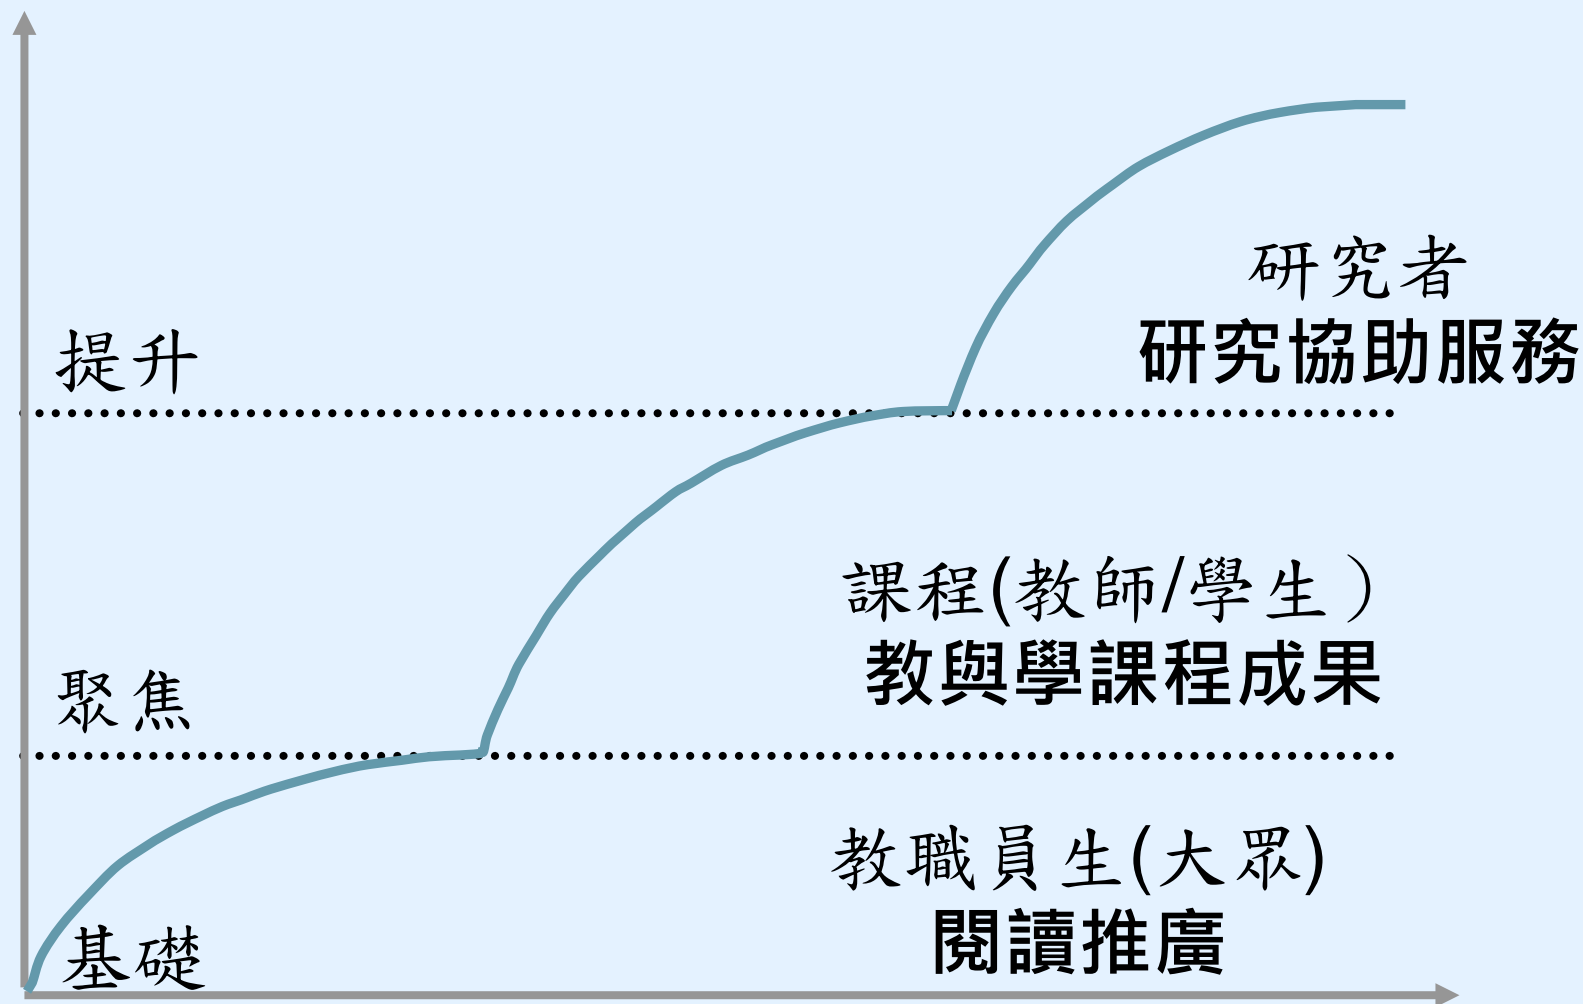 研究者
研究協助服務
提升
課程(教師/學生）
教與學課程成果
聚焦
教職員生(大眾)
閱讀推廣
基礎